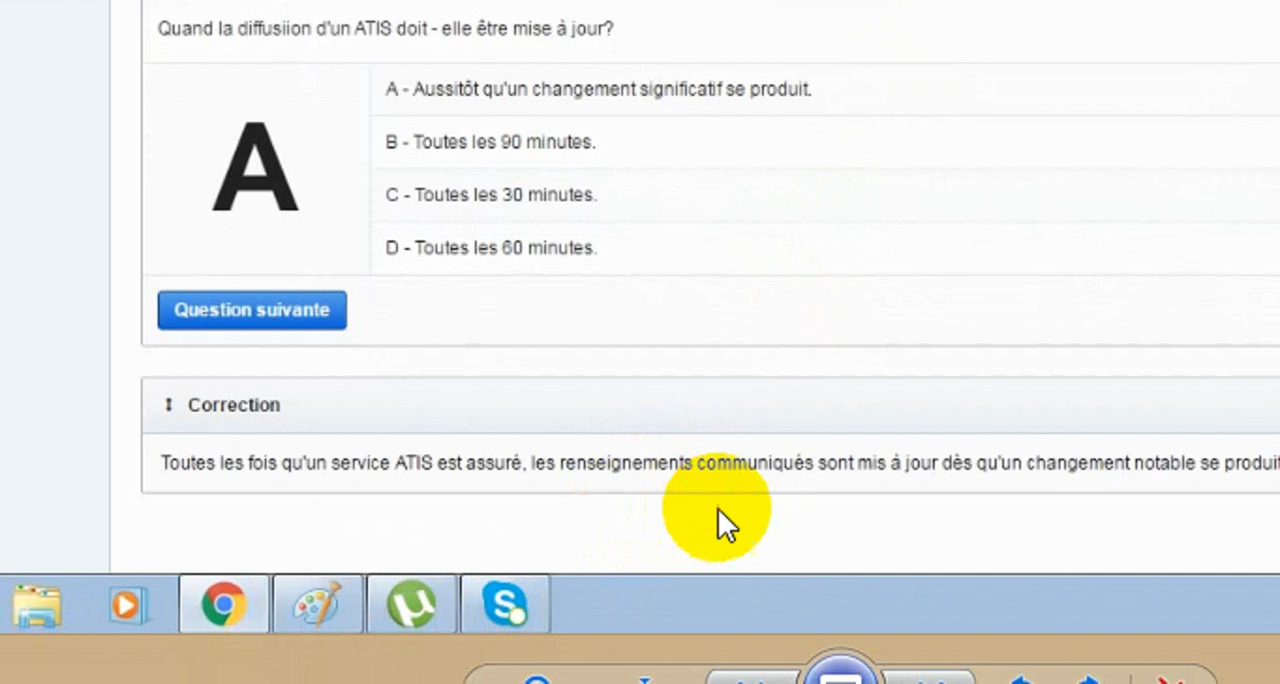 Quand la diffusiion d'un ATIS doit - elle être mise à jour?
A
A - Aussitôt qu'un changement significatif se produit.
B - Toutes les 90 minutes.
C - Toutes les 30 minutes.
D - Toutes les 60 minutes.
Question suivante
Correction
Toutes les fois qu'un service ATIS est assuré, les renseignements communiqués sont mis à jour dès qu'un changement notable se produit